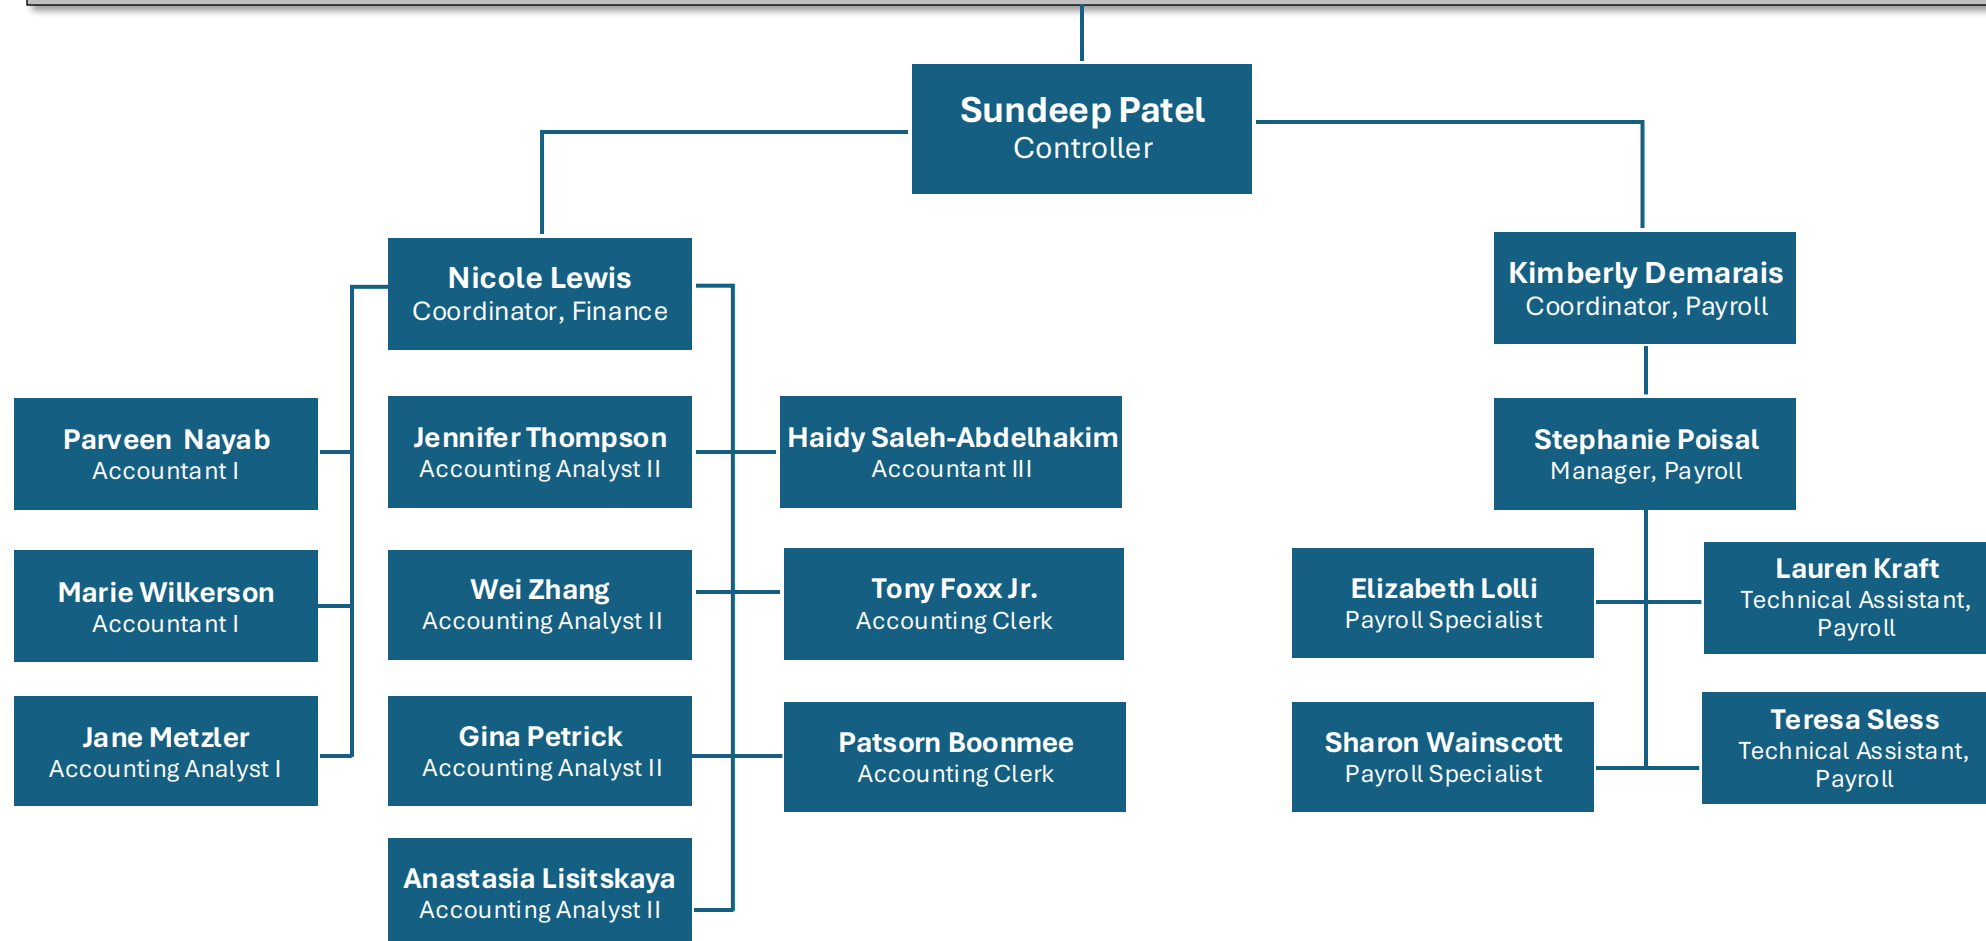 Sundeep Patel
Controller
Nicole Lewis
Coordinator, Finance
Kimberly Demarais
Coordinator, Payroll
Parveen Nayab
Accountant I
Jennifer Thompson
Accounting Analyst II
Haidy Saleh-Abdelhakim
Accountant III
Stephanie Poisal
Manager, Payroll
Marie Wilkerson
Accountant I
Wei Zhang
Accounting Analyst II
Tony Foxx Jr.
Accounting Clerk
Elizabeth Lolli
Payroll Specialist
Lauren Kraft
Technical Assistant,
Payroll
Jane Metzler
Accounting Analyst I
Gina Petrick
Accounting Analyst II
Patsorn Boonmee
Accounting Clerk
Sharon Wainscott
Payroll Specialist
Teresa Sless
Technical Assistant,
Payroll
Anastasia Lisitskaya
Accounting Analyst II